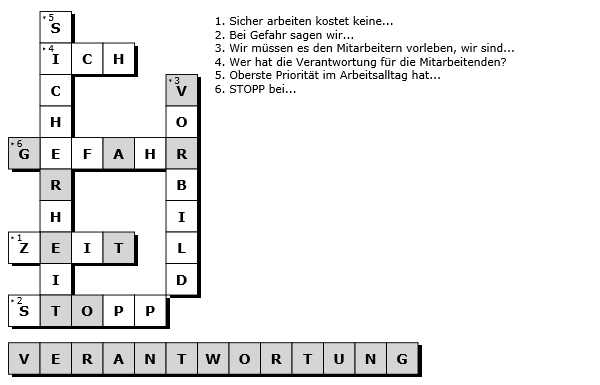 1. Sicher arbeiten kostet keine...
2. Bei Gefahr sagen wir...
3. Wir müssen es den Mitarbeitern vorleben, wir sind...
4. Wer hat die Verantwortung für die Mitarbeitenden?
5. Oberste Priorität im Arbeitsalltag hat...
6. STOPP bei...
5 S
4 I C H
C 3 V
H O
6 G E F A H R
R B
H I
1 Z E I T L
I D
2 S T O P P
V E R A N T W O R T U N G